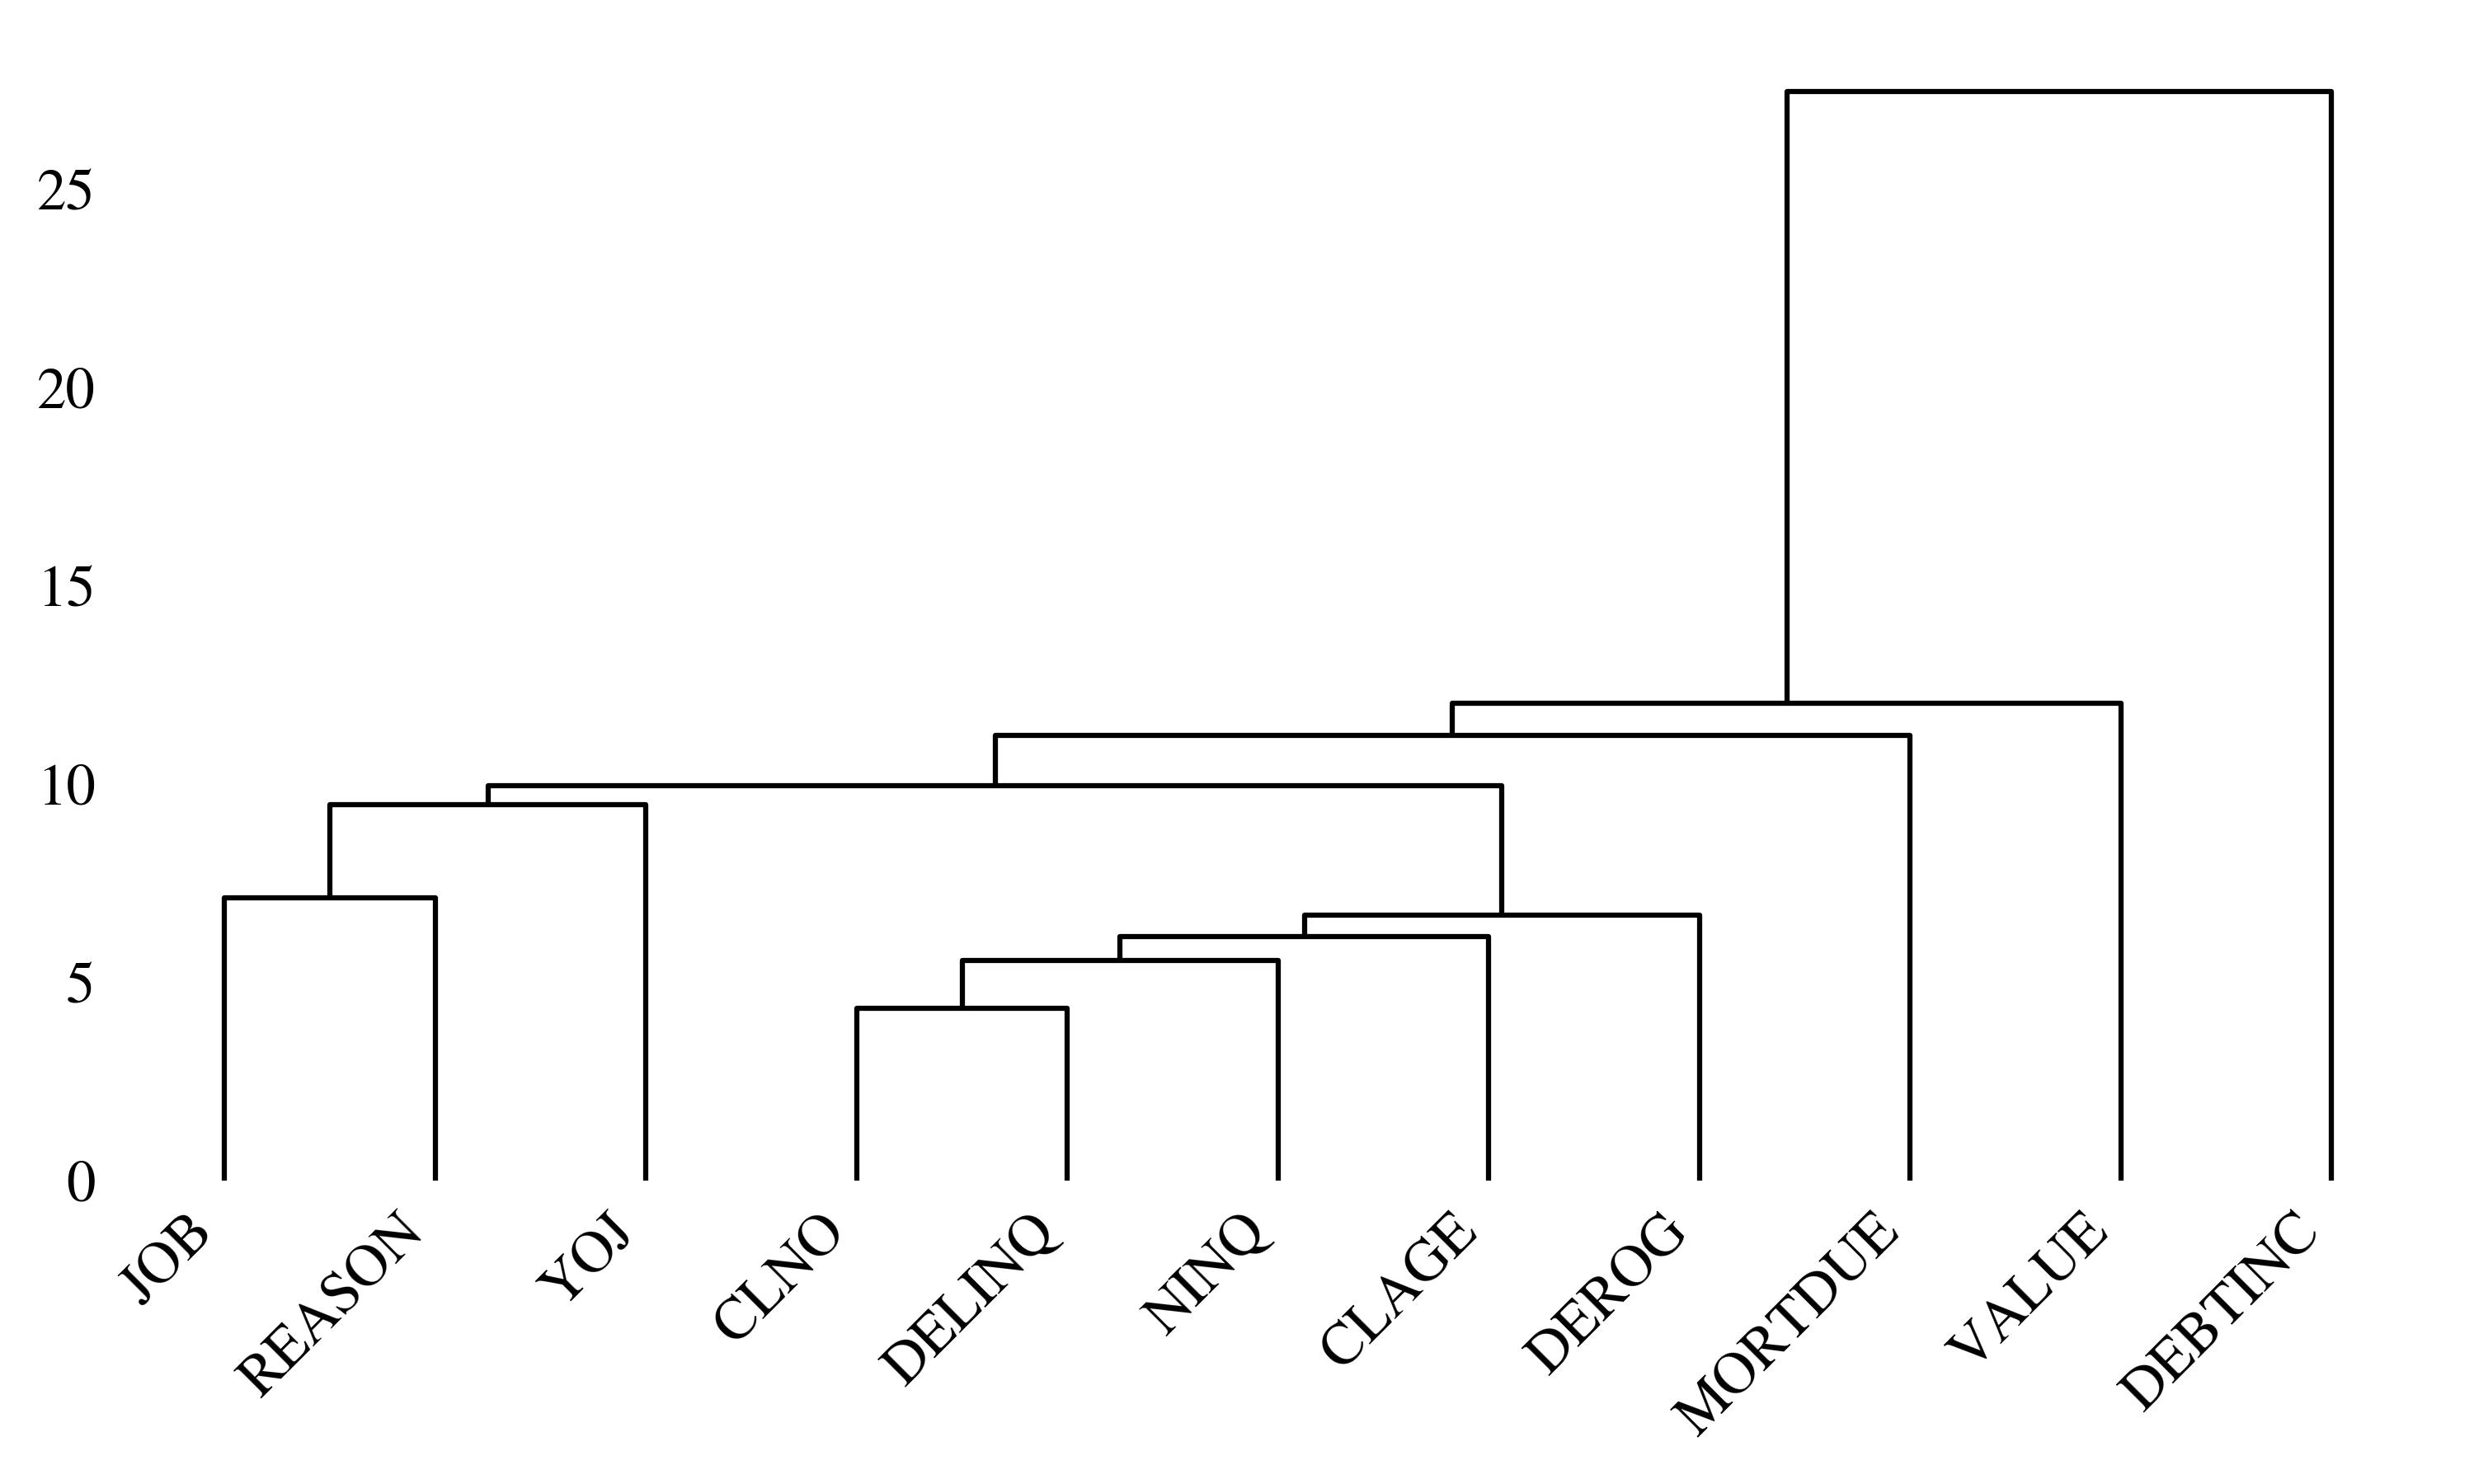 25
20
15
10
5
0
JOB
REASON
YOJ
CLNO
DELINQ
NINQ
CLAGE
DEROG
MORTDUE
VALUE
DEBTINC